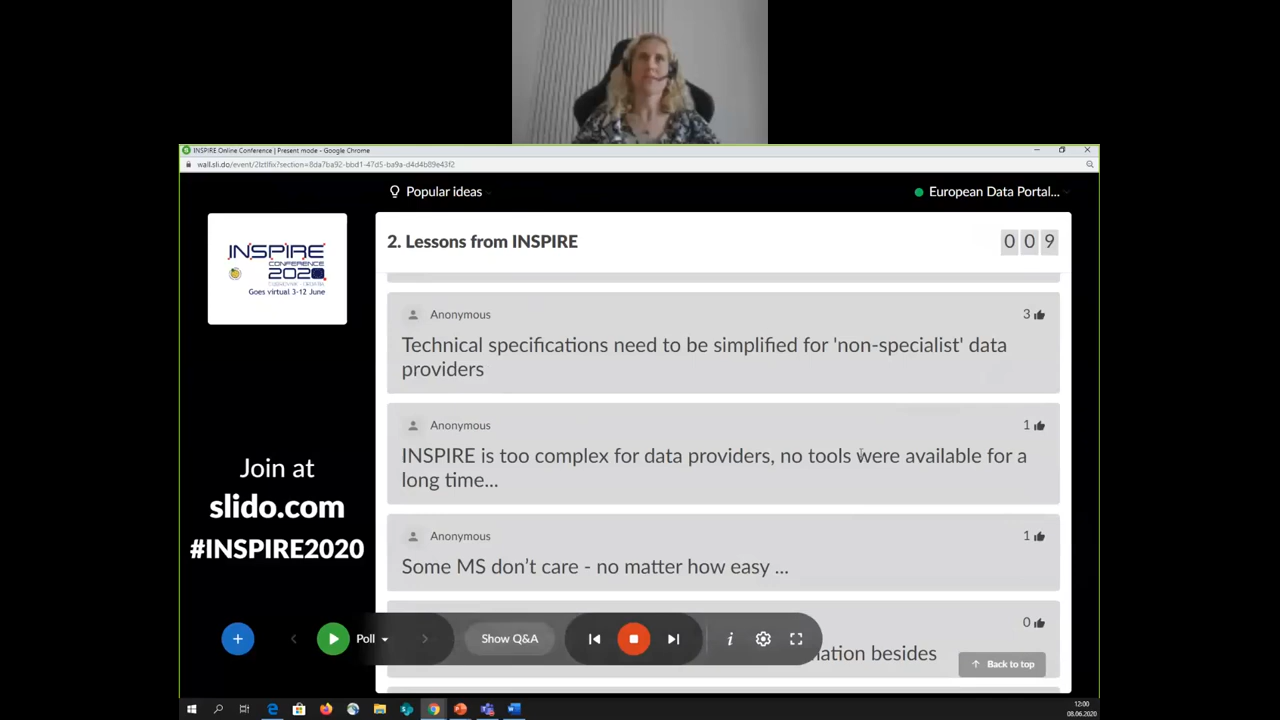 INSPIRE Online Conference | Present mode - Google Chrome
Popular ideas
European Data Portal...
INSPIRE
CONFERENCE
2020
Goes virtual 3-12 June
2. Lessons from INSPIRE
0 0 9
Anonymous
3
Technical specifications need to be simplified for 'non-specialist' data
providers
Anonymous
1
INSPIRE is too complex for data providers, no tools were available for a
long time...
Anonymous
1
Some MS don't care - no matter how easy ...
0
besides
Join at
slido.com
#INSPIRE2020
Poll
Show Q&A
Back to top
12:00
08.06.2020